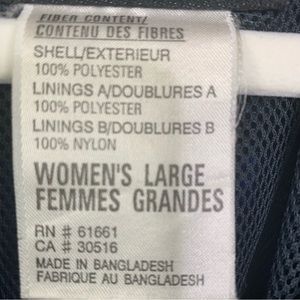 FIBER CONTENT/
CONTENU DES FIBRES
SHELL/EXTERIEUR
100% POLYESTER
LININGS A/DOUBLURES A
100% POLYESTER
LININGS B/DOUBLURES B
100% NYLON
WOMEN'S LARGE
FEMMES GRANDES
RN # 61661
CA # 30516
MADE IN BANGLADESH
FABRIQUE AU BANGLADESH